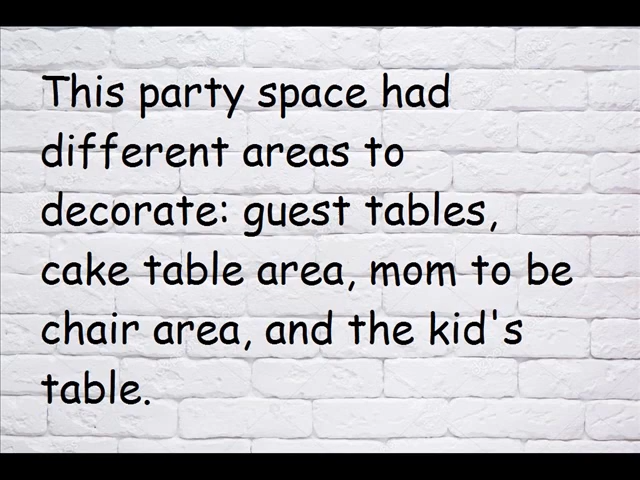 This party space had
different areas to
decorate: guest tables,
cake table area, mom to be
chair area, and the kid's
table.